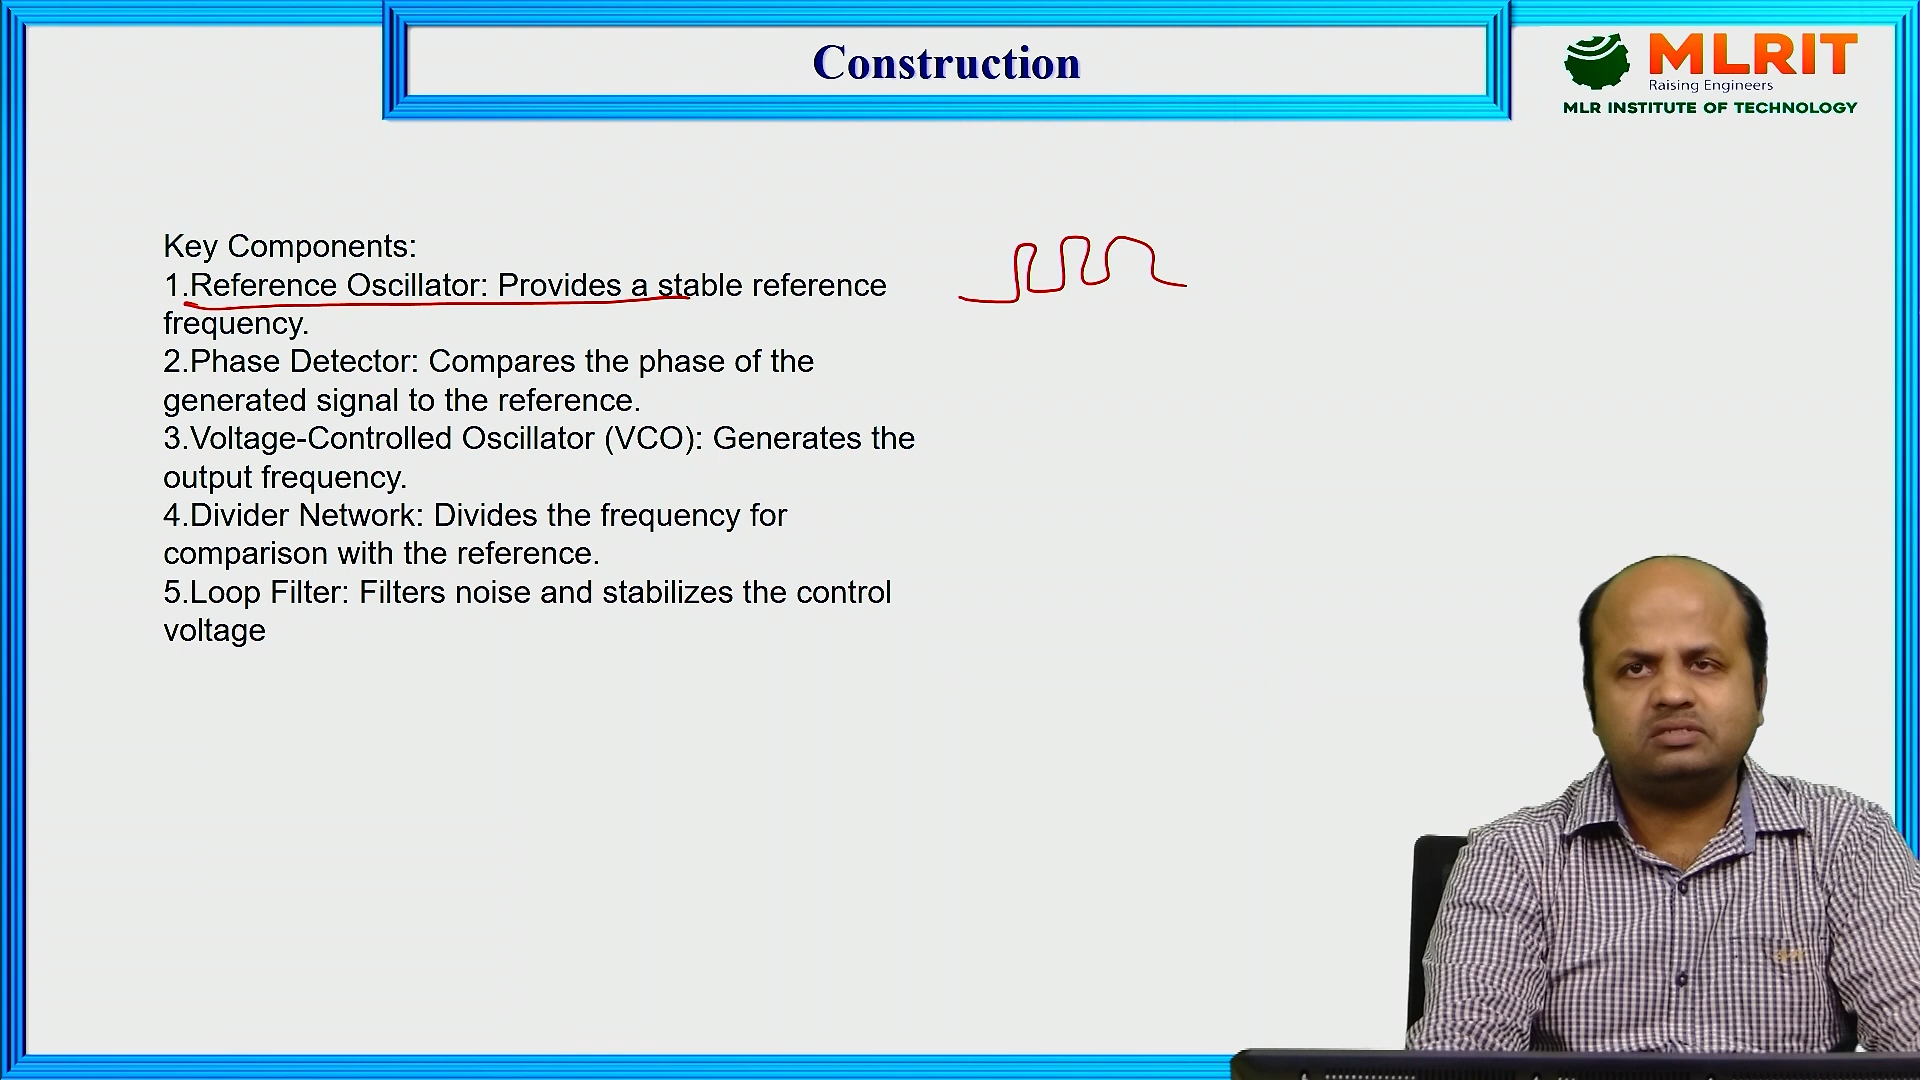 Construction
MLRIT
Raising Engineers
MLR INSTITUTE OF TECHNOLOGY
Key Components:
1.Reference Oscillator: Provides a stable reference
frequency.
2.Phase Detector: Compares the phase of the
generated signal to the reference.
3.Voltage-Controlled Oscillator (VCO): Generates the
output frequency.
4.Divider Network: Divides the frequency for
comparison with the reference.
5.Loop Filter: Filters noise and stabilizes the control
voltage